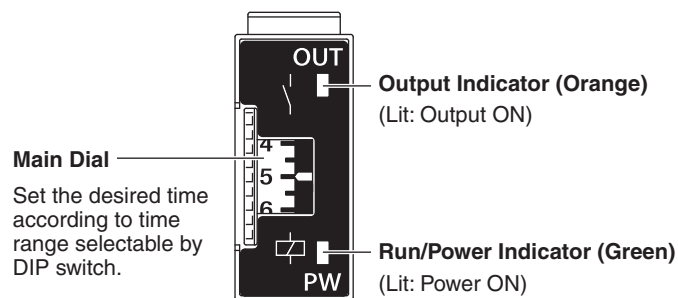 OUT
Output Indicator (Orange)
(Lit: Output ON)
Main Dial
Set the desired time
according to time
range selectable by
DIP switch.
4
5
6
Run/Power Indicator (Green)
(Lit: Power ON)
PW